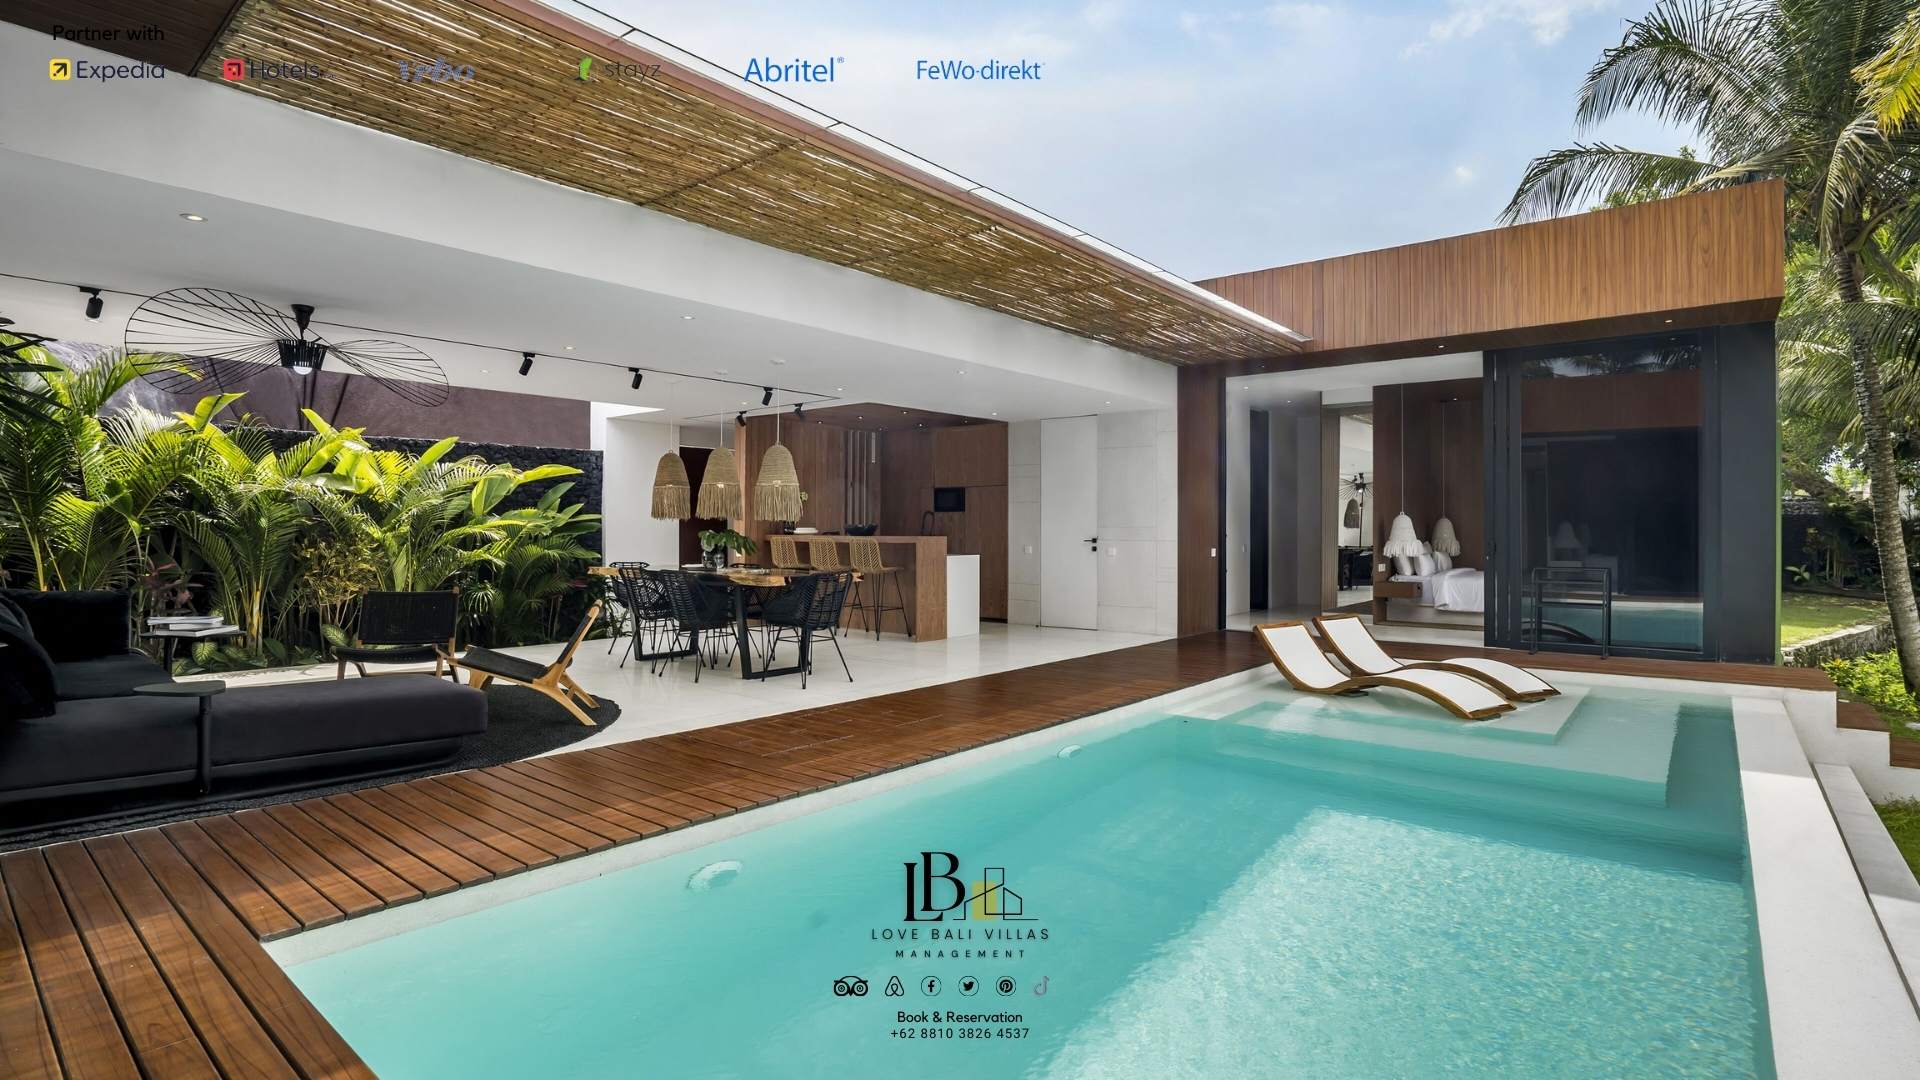 Partner with
Expedia
Hotels.com
Vrbo
stayz
Abritel®
FeWo-direkt
LB
LOVE BALI VILLAS
MANAGEMENT
Book & Reservation
+62 8810 3826 4537